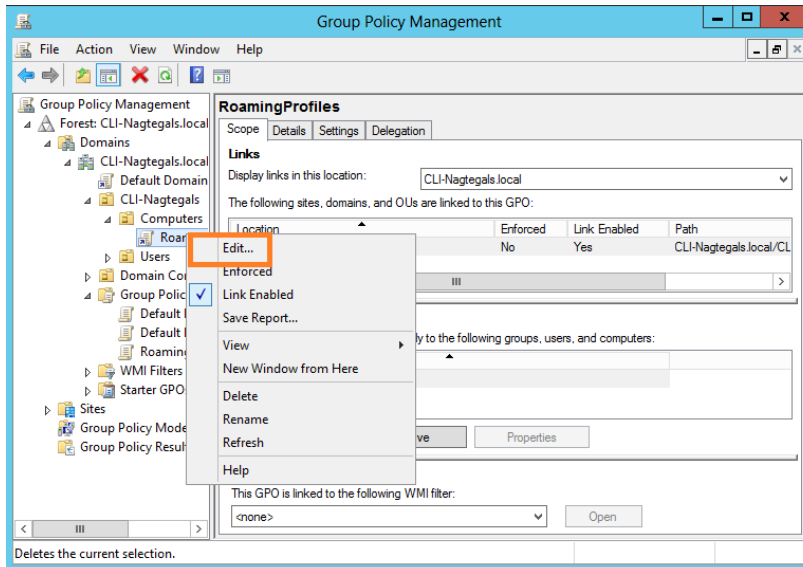 Group Policy Management
File Action View Window Help
Group Policy Management
Forest: CLI-Nagtegals.local
Domains
CLI-Nagtegals.local
Default Domain
CLI-Nagtegals
Computers
Roar
Users
Domain Co
Group Polic
Default
Default
Roaming
WMI Filters
Starter GPO
Sites
Group Policy Mode
Group Policy Resul
RoamingProfiles
Scope Details Settings Delegation
Links
Display links in this location: CLI-Nagtegals.local
The following sites, domains, and OUs are linked to this GPO:
Location Enforced Link Enabled Path
No Yes CLI-Nagtegals.local/CL
Edit...
Enforced
Link Enabled
Save Report...
View
New Window from Here
Delete
Rename
Refresh
Help
ly to the following groups, users, and computers:
ve Properties
This GPO is linked to the following WMI filter:
<none> Open
Deletes the current selection.